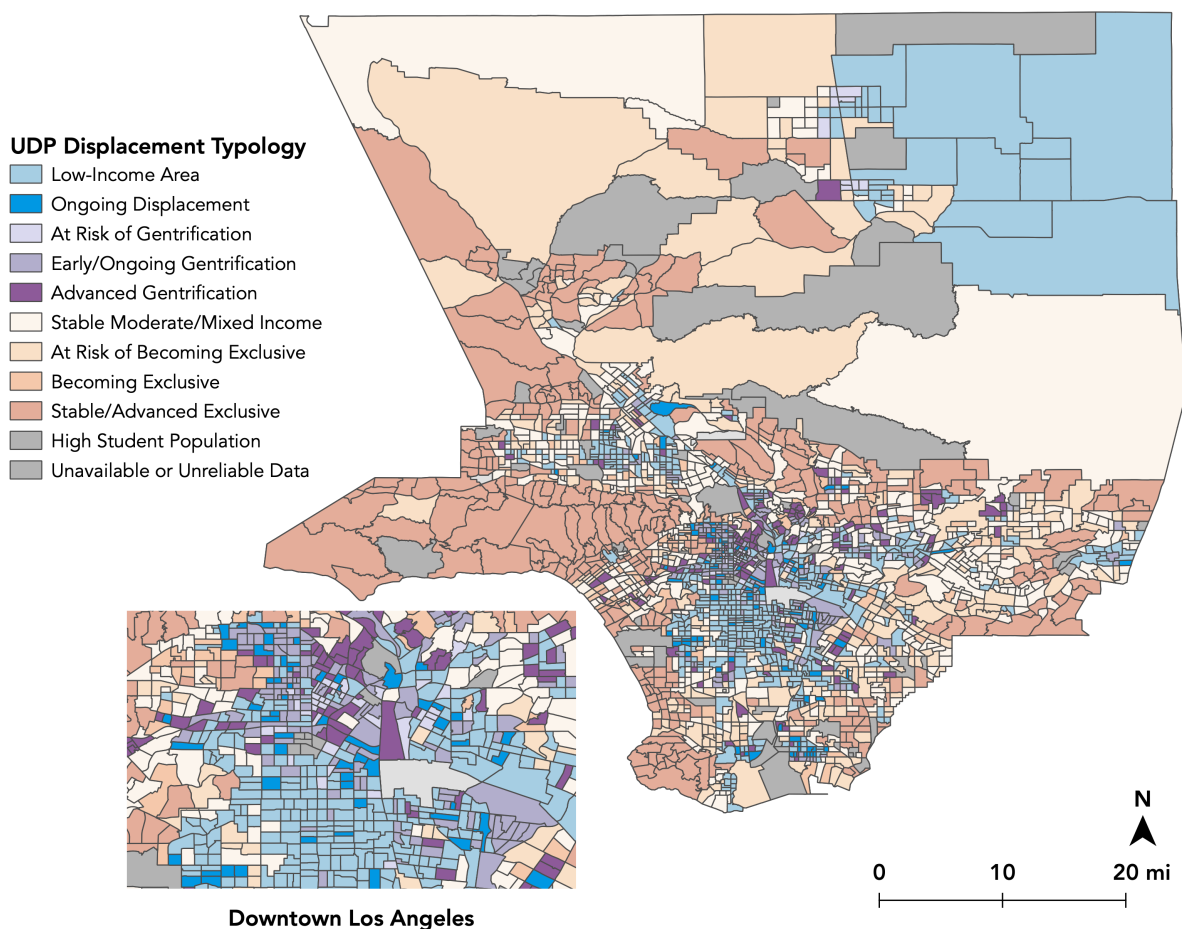 UDP Displacement Typology
Low-Income Area
Ongoing Displacement
At Risk of Gentrification
Early/Ongoing Gentrification
Advanced Gentrification
Stable Moderate/Mixed Income
At Risk of Becoming Exclusive
Becoming Exclusive
Stable/Advanced Exclusive
High Student Population
Unavailable or Unreliable Data
N
0 10 20 mi
Downtown Los Angeles